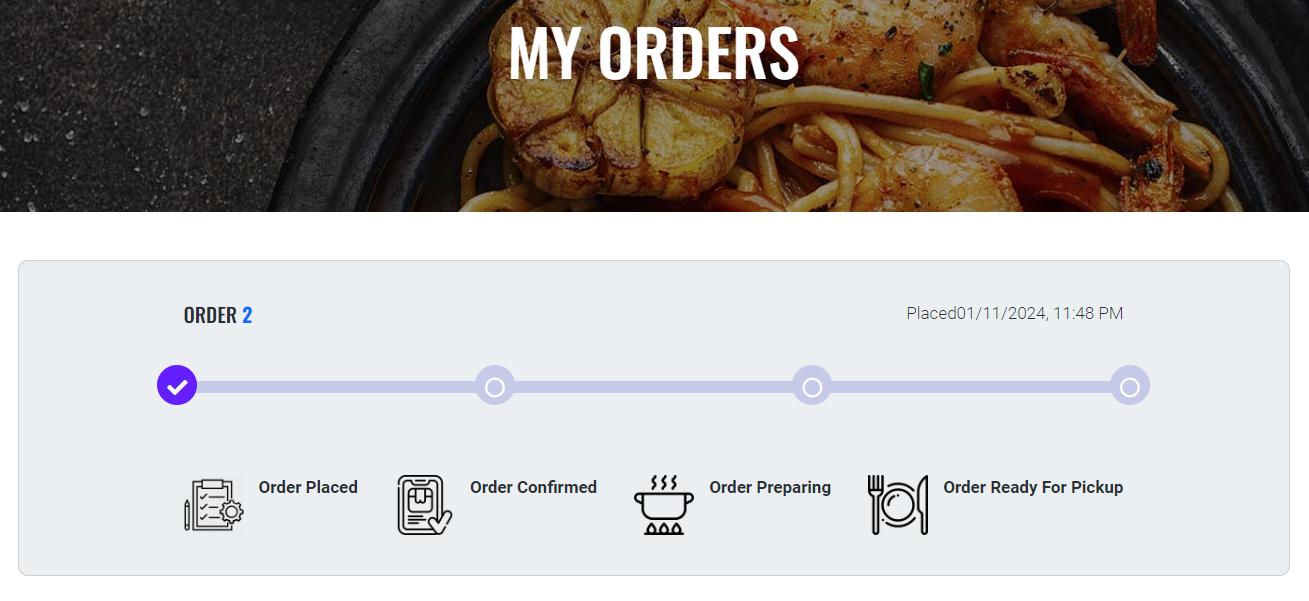 MY ORDERS
ORDER 2
Placed01/11/2024, 11:48 PM
Order Placed
Order Confirmed
Order Preparing
Order Ready For Pickup